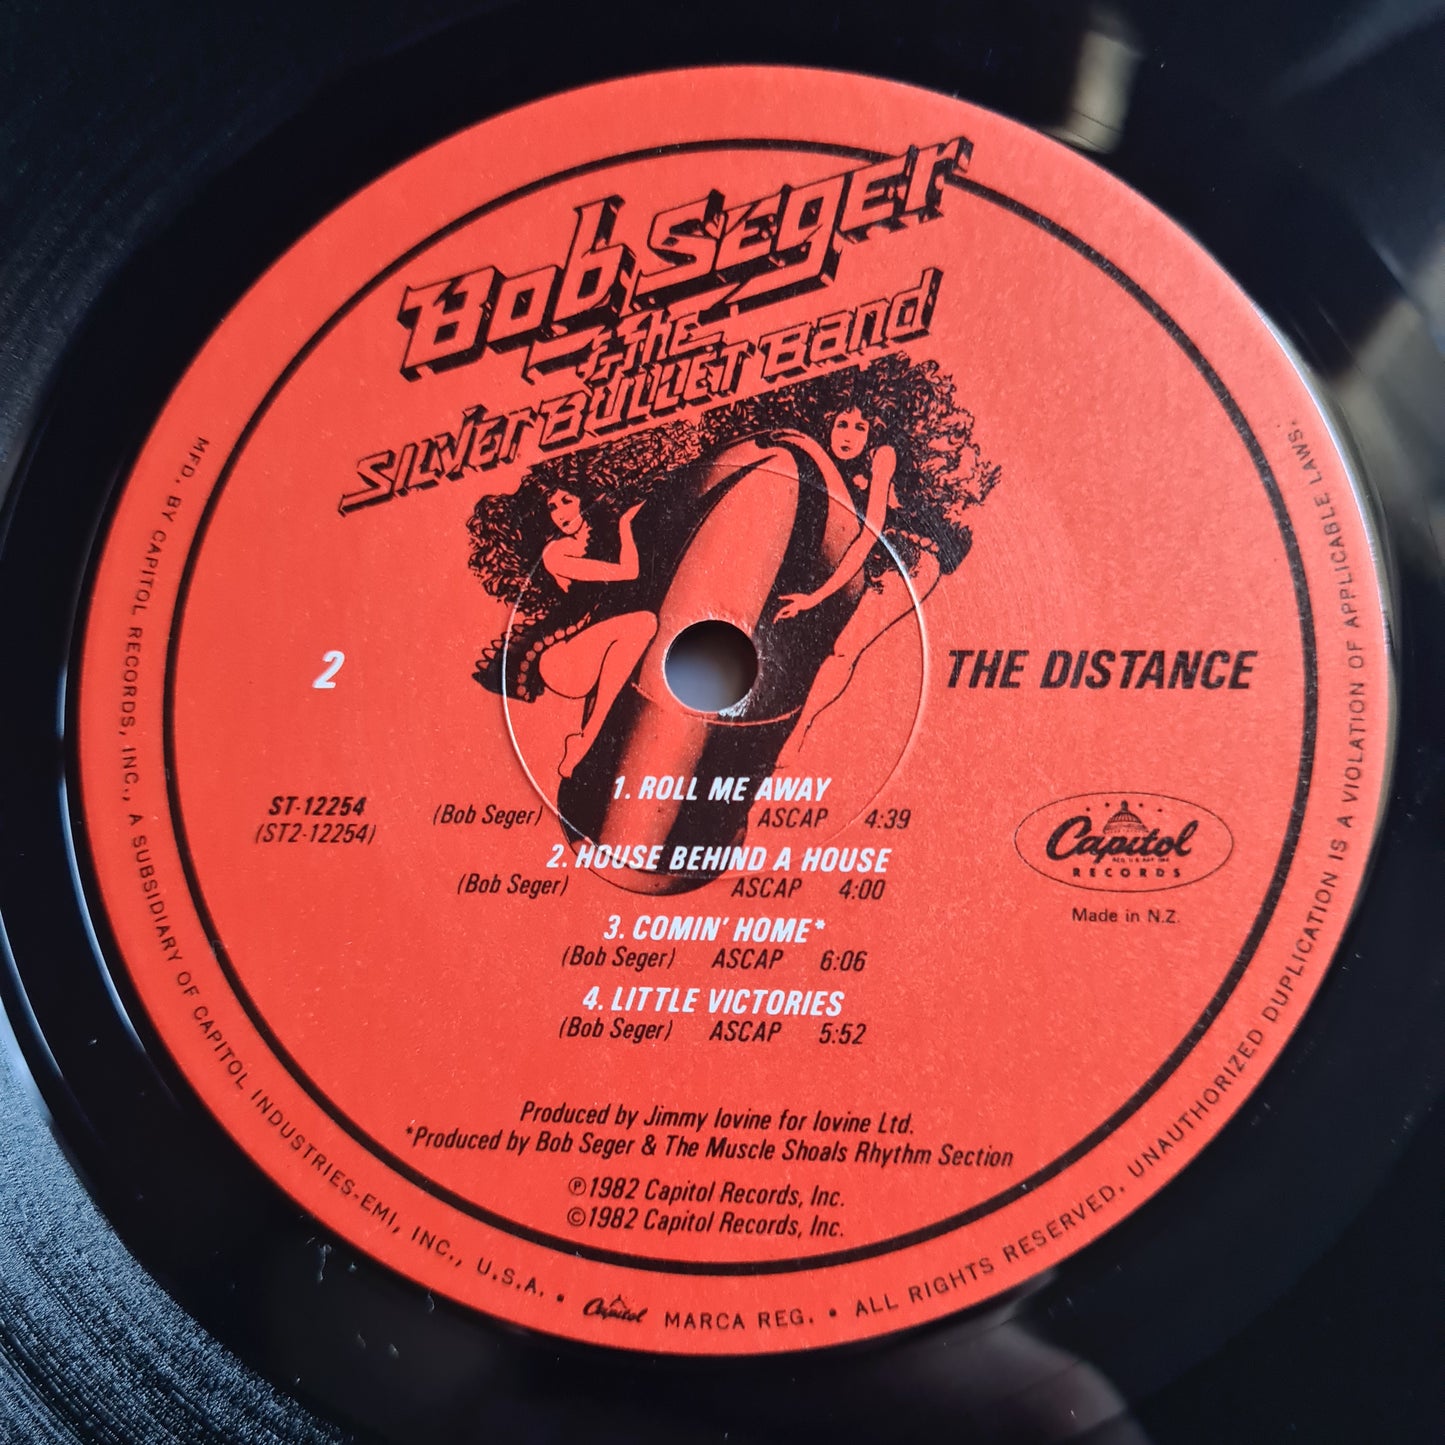 Bob Seger
& the
Silver Bullet Band
2
THE DISTANCE
ST-12254
(ST2-12254)
1. ROLL ME AWAY
(Bob Seger) ASCAP 4:39
2. HOUSE BEHIND A HOUSE
(Bob Seger) ASCAP 4:00
3. COMIN' HOME*
(Bob Seger) ASCAP 6:06
4. LITTLE VICTORIES
(Bob Seger) ASCAP 5:52
Capitol
REG. U.S. PAT. OFF.
RECORDS
Made in N.Z.
Produced by Jimmy Iovine for Iovine Ltd.
*Produced by Bob Seger & The Muscle Shoals Rhythm Section
℗1982 Capitol Records, Inc.
©1982 Capitol Records, Inc.
MFD. BY CAPITOL RECORDS, INC., A SUBSIDIARY OF CAPITOL INDUSTRIES-EMI, INC., U.S.A. • Capitol MARCA REG. • ALL RIGHTS RESERVED. UNAUTHORIZED DUPLICATION IS A VIOLATION OF APPLICABLE LAWS.